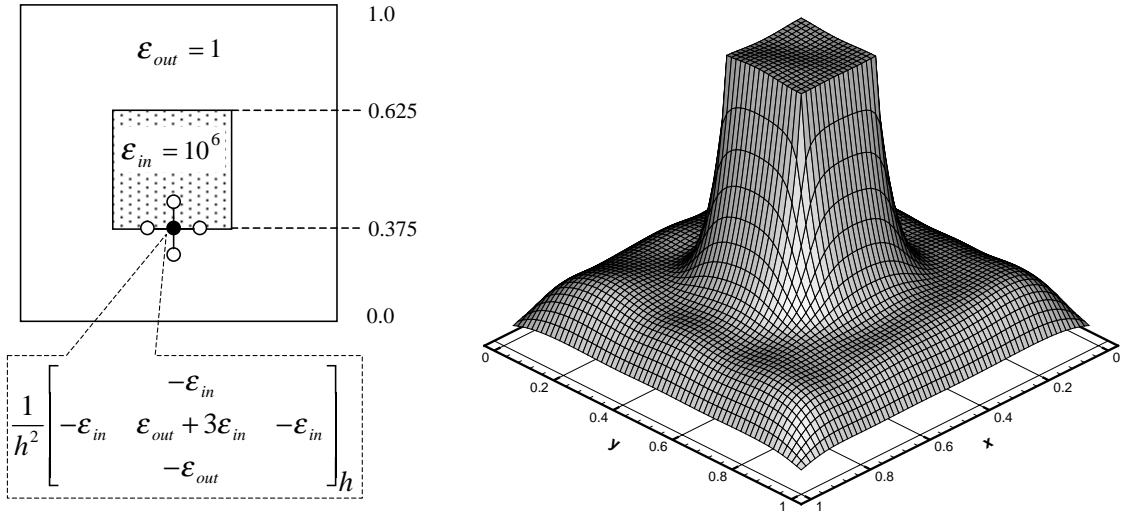 1.0
ε_out = 1
0.625
ε_in = 10^6
0.375
0.0
1/h^2 [ −ε_in
−ε_in ε_out + 3ε_in −ε_in
−ε_out ]_h
0 0.2 0.4 0.6 0.8 1
y
0 0.2 0.4 0.6 0.8 1
x